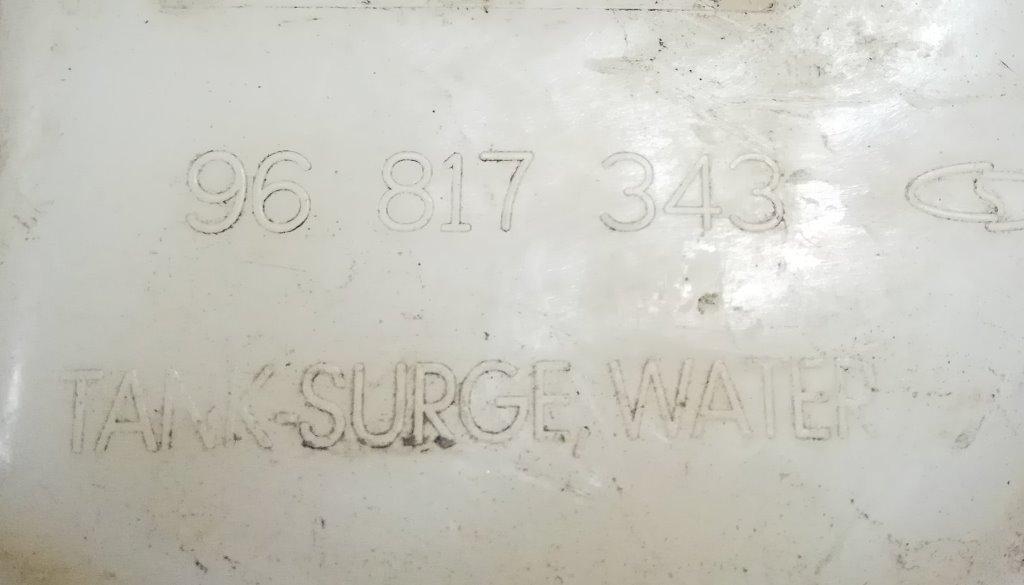 96 817 343
TANK-SURGE, WATER